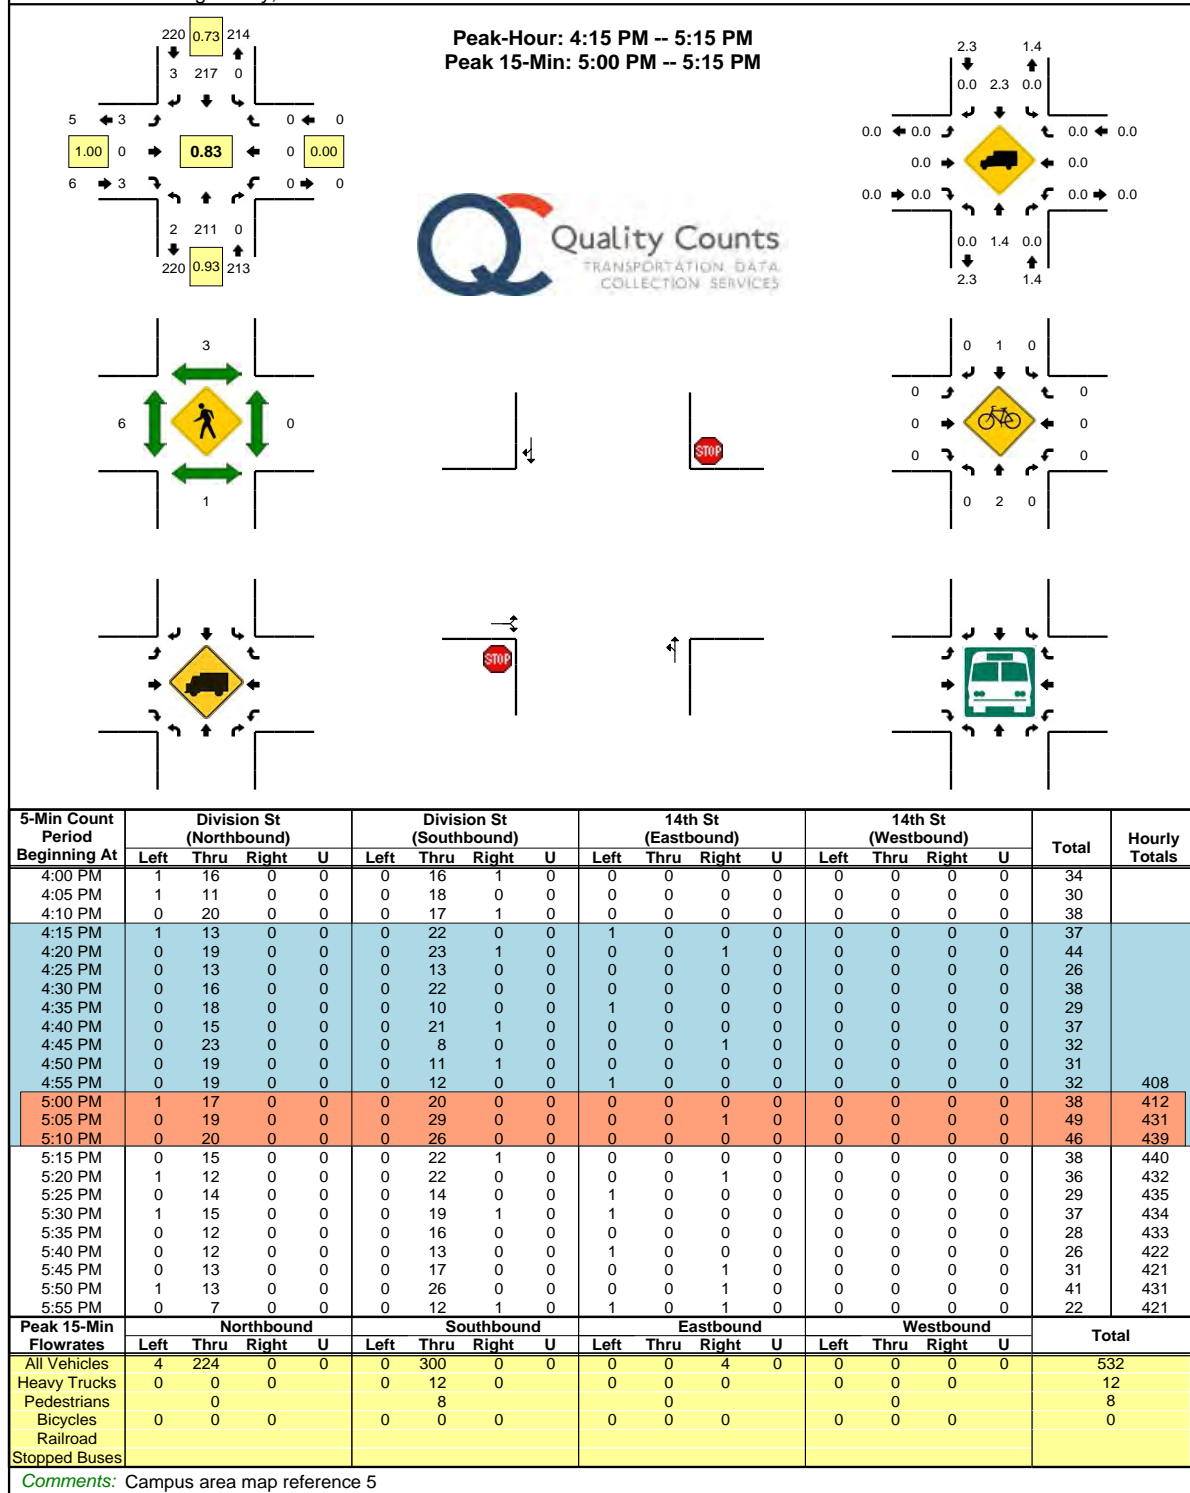 Peak-Hour: 4:15 PM -- 5:15 PM
Peak 15-Min: 5:00 PM -- 5:15 PM
220 0.73 214
3 217 0
5 3 0 0
1.00 0 0.83 0 0.00
6 3 0 0
2 211 0
220 0.93 213
QC Quality Counts
TRANSPORTATION DATA
COLLECTION SERVICES
2.3 1.4
0.0 2.3 0.0
0.0 0.0 0.0 0.0
0.0 0.0
0.0 0.0 0.0 0.0
0.0 1.4 0.0
2.3 1.4
3
6 0
1
STOP
STOP
0 1 0
0 0
0 0
0 0
0 2 0
5-Min Count Period Beginning At Division St (Northbound) Division St (Southbound) 14th St (Eastbound) 14th St (Westbound) Total Hourly Totals
Left Thru Right U Left Thru Right U Left Thru Right U Left Thru Right U
4:00 PM 1 16 0 0 0 16 1 0 0 0 0 0 0 0 0 0 34
4:05 PM 1 11 0 0 0 18 0 0 0 0 0 0 0 0 0 0 30
4:10 PM 0 20 0 0 0 17 1 0 0 0 0 0 0 0 0 0 38
4:15 PM 1 13 0 0 0 22 0 0 1 0 0 0 0 0 0 0 37
4:20 PM 0 19 0 0 0 23 1 0 0 0 1 0 0 0 0 0 44
4:25 PM 0 13 0 0 0 13 0 0 0 0 0 0 0 0 0 0 26
4:30 PM 0 16 0 0 0 22 0 0 0 0 0 0 0 0 0 0 38
4:35 PM 0 18 0 0 0 10 0 0 1 0 0 0 0 0 0 0 29
4:40 PM 0 15 0 0 0 21 1 0 0 0 0 0 0 0 0 0 37
4:45 PM 0 23 0 0 0 8 0 0 0 0 1 0 0 0 0 0 32
4:50 PM 0 19 0 0 0 11 1 0 0 0 0 0 0 0 0 0 31
4:55 PM 0 19 0 0 0 12 0 0 1 0 0 0 0 0 0 0 32 408
5:00 PM 1 17 0 0 0 20 0 0 0 0 0 0 0 0 0 0 38 412
5:05 PM 0 19 0 0 0 29 0 0 0 0 1 0 0 0 0 0 49 431
5:10 PM 0 20 0 0 0 26 0 0 0 0 0 0 0 0 0 0 46 439
5:15 PM 0 15 0 0 0 22 1 0 0 0 0 0 0 0 0 0 38 440
5:20 PM 1 12 0 0 0 22 0 0 0 0 1 0 0 0 0 0 36 432
5:25 PM 0 14 0 0 0 14 0 0 1 0 0 0 0 0 0 0 29 435
5:30 PM 1 15 0 0 0 19 1 0 1 0 0 0 0 0 0 0 37 434
5:35 PM 0 12 0 0 0 16 0 0 0 0 0 0 0 0 0 0 28 433
5:40 PM 0 12 0 0 0 13 0 0 1 0 0 0 0 0 0 0 26 422
5:45 PM 0 13 0 0 0 17 0 0 0 0 1 0 0 0 0 0 31 421
5:50 PM 1 13 0 0 0 26 0 0 0 0 1 0 0 0 0 0 41 431
5:55 PM 0 7 0 0 0 12 1 0 1 0 1 0 0 0 0 0 22 421
Peak 15-Min Flowrates Northbound Southbound Eastbound Westbound Total
Left Thru Right U Left Thru Right U Left Thru Right U Left Thru Right U
All Vehicles 4 224 0 0 0 300 0 0 0 0 4 0 0 0 0 0 532
Heavy Trucks 0 0 0 0 12 0 0 0 0 0 0 0 12
Pedestrians 0 8 0 0 8
Bicycles 0 0 0 0 0 0 0 0 0 0 0 0 0
Railroad
Stopped Buses
Comments: Campus area map reference 5